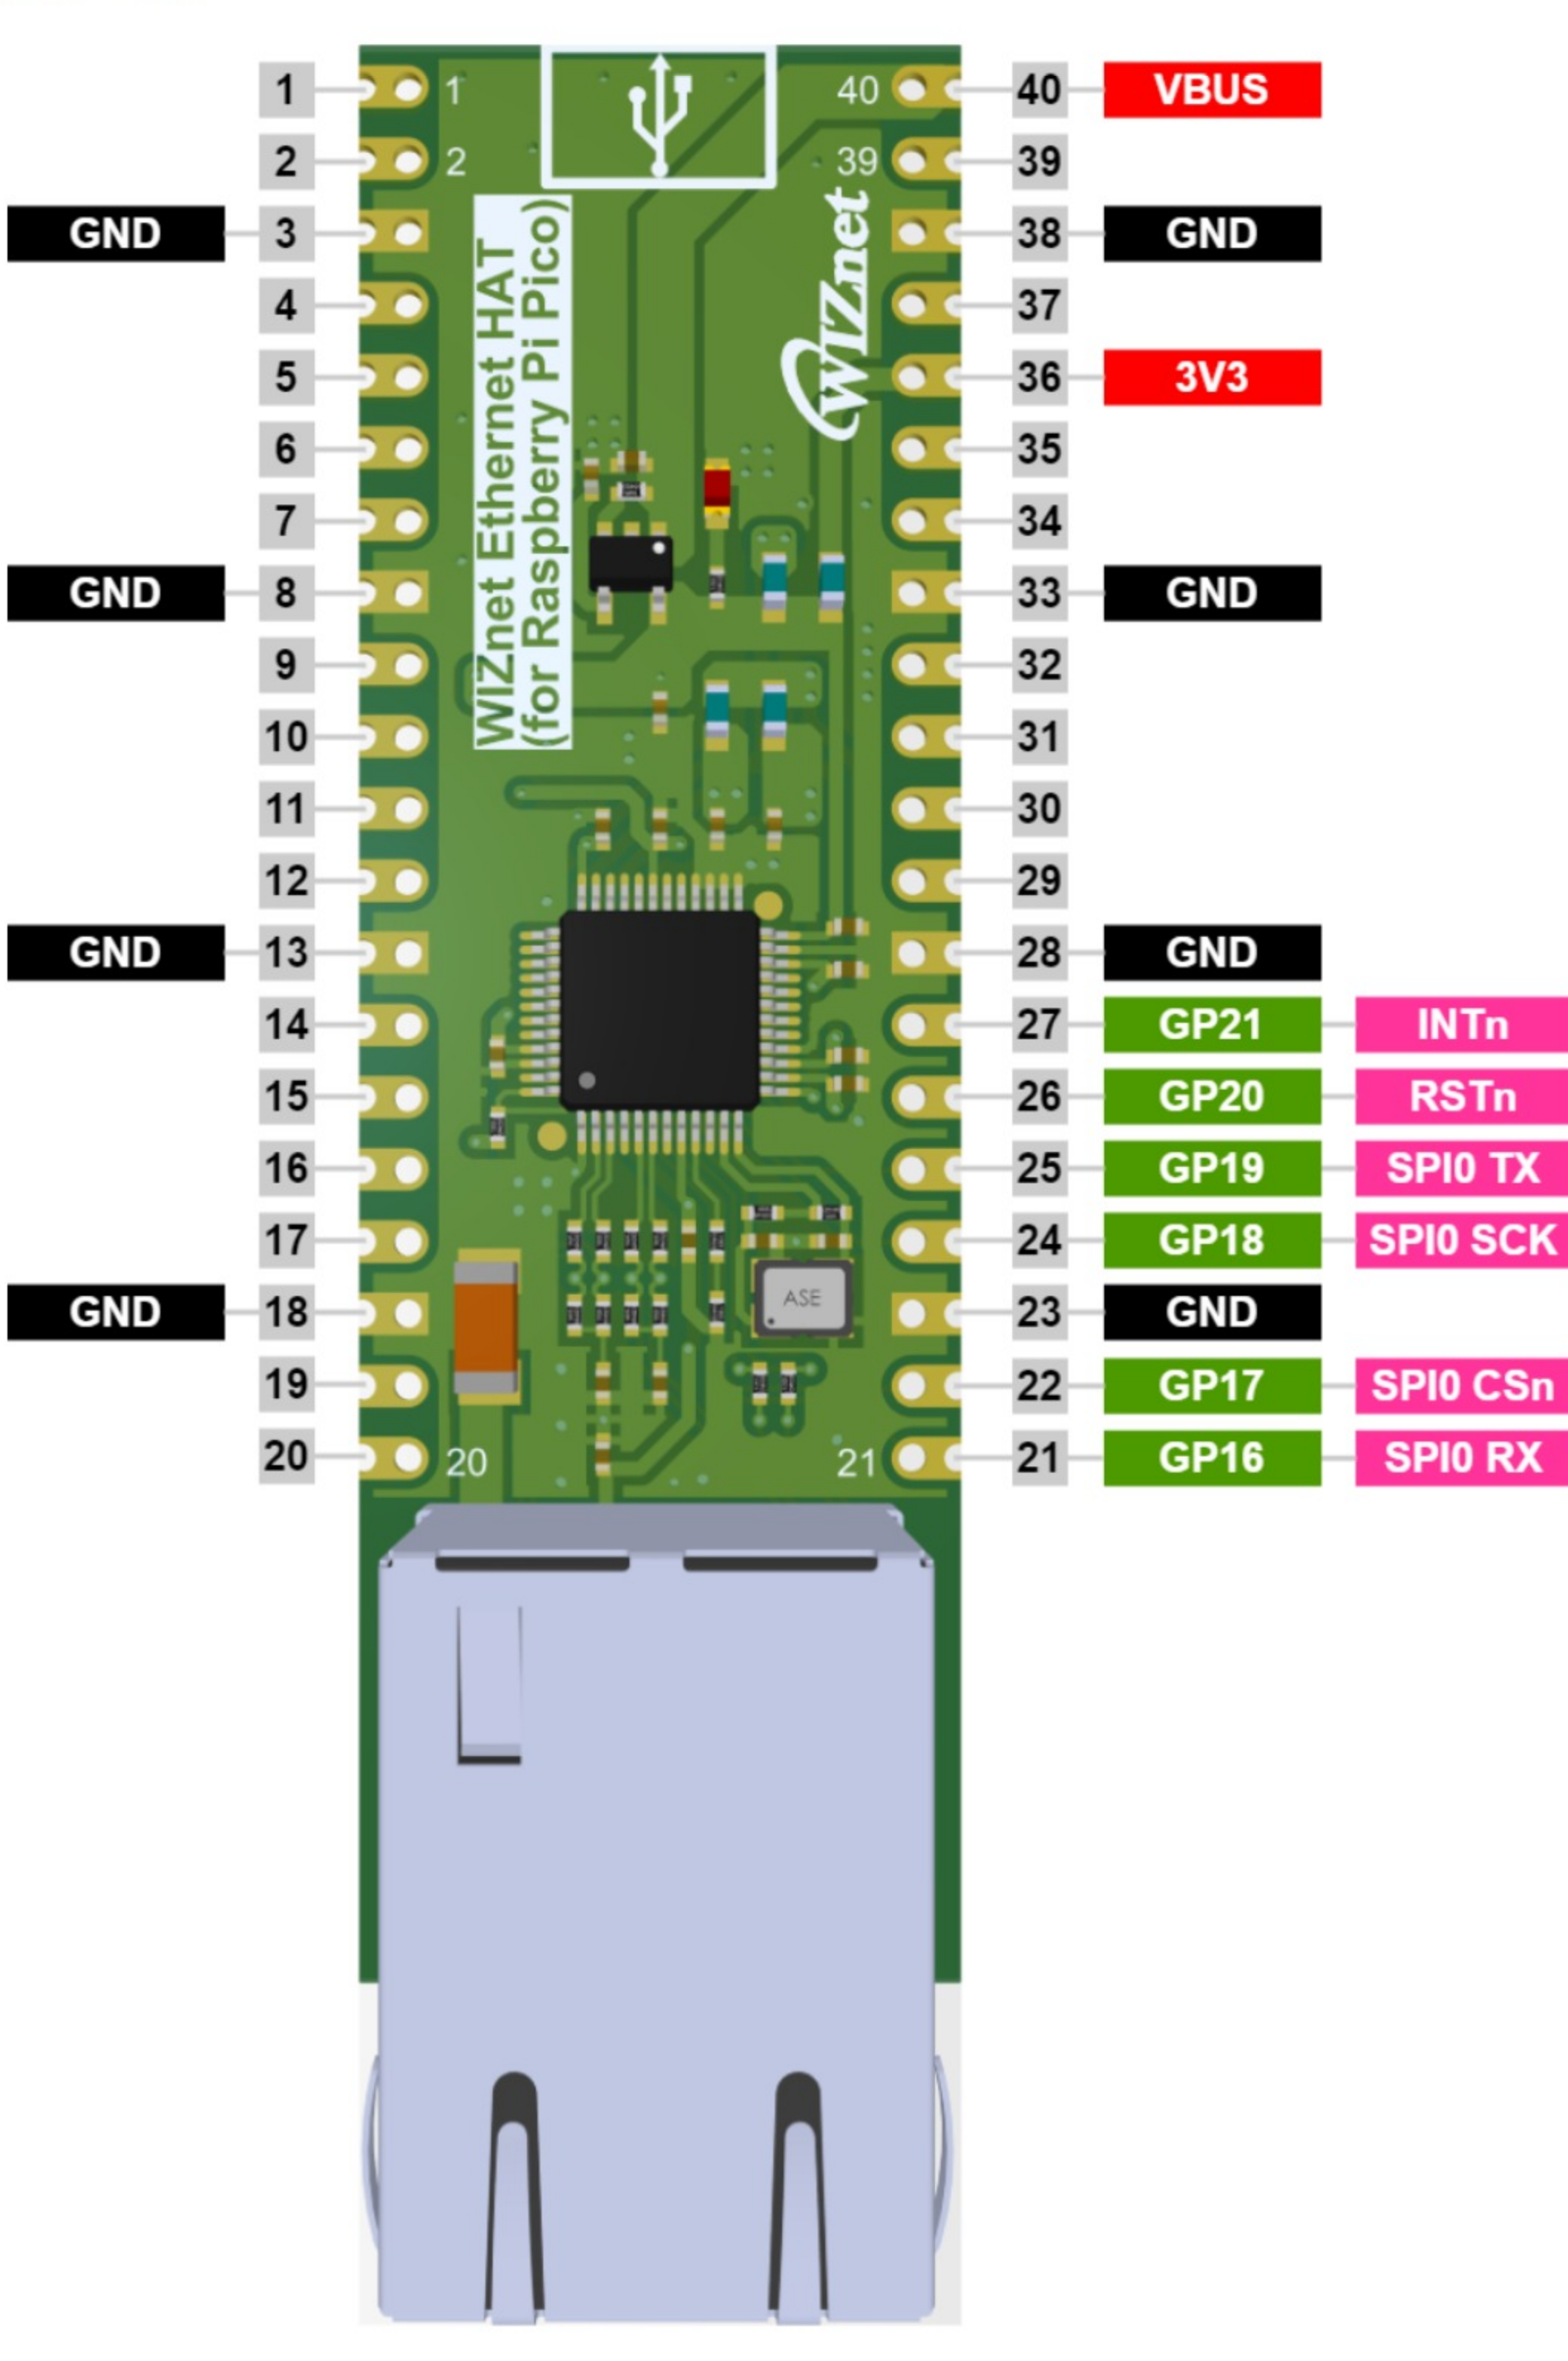 1 1 40 40 VBUS
2 2 39 39
GND 3 38 GND
4 37
5 36 3V3
6 35
7 34
GND 8 33 GND
9 32
10 31
11 30
12 29
GND 13 28 GND
14 27 GP21 INTn
15 26 GP20 RSTn
16 25 GP19 SPI0 TX
17 24 GP18 SPI0 SCK
GND 18 23 GND
19 22 GP17 SPI0 CSn
20 20 21 21 GP16 SPI0 RX
WIZnet Ethernet HAT
(for Raspberry Pi Pico)
WIZnet
ASE